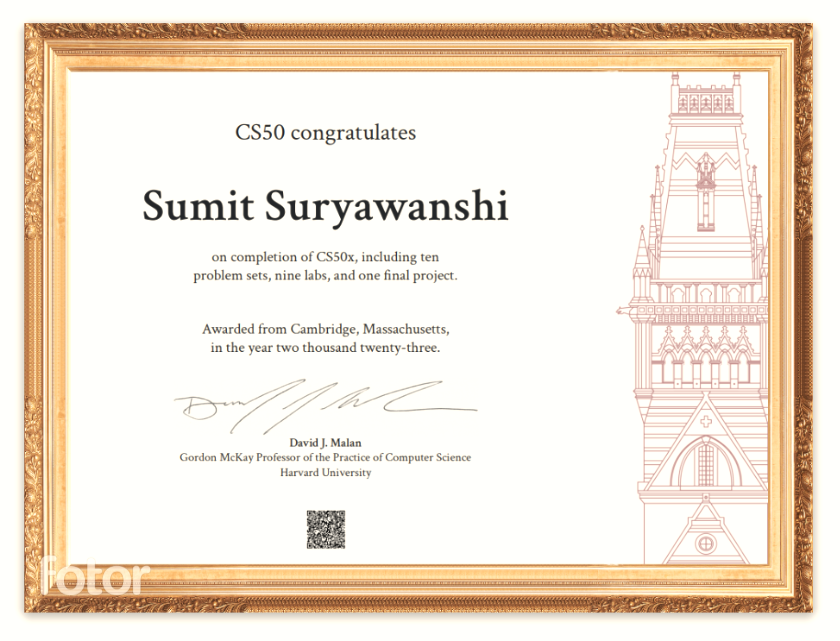 CS50 congratulates
Sumit Suryawanshi
on completion of CS50x, including ten
problem sets, nine labs, and one final project.
Awarded from Cambridge, Massachusetts,
in the year two thousand twenty-three.
David J. Malan
Gordon McKay Professor of the Practice of Computer Science
Harvard University
fotor